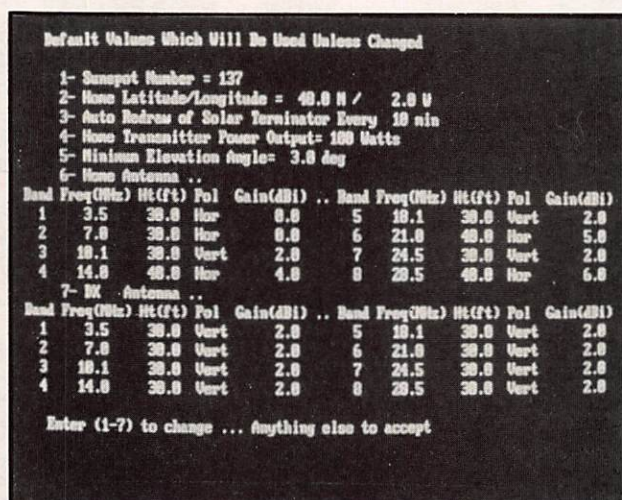 Default Values Which Will Be Used Unless Changed
1- Sunspot Number = 137
2- Home Latitude/Longitude = 40.0 N / 2.0 W
3- Auto Redraw of Solar Terminator Every 10 min
4- Home Transmitter Power Output= 100 Watts
5- Minimum Elevation Angle= 3.0 deg
6- Home Antenna ..
Band Freq(MHz) Ht(ft) Pol Gain(dBi) .. Band Freq(MHz) Ht(ft) Pol Gain(dBi)
1 3.5 30.0 Hor 0.0 5 18.1 30.0 Vert 2.0
2 7.0 30.0 Hor 0.0 6 21.0 40.0 Hor 5.0
3 10.1 30.0 Vert 2.0 7 24.5 30.0 Vert 2.0
4 14.0 40.0 Hor 4.0 8 28.5 40.0 Hor 6.0
7- DX Antenna ..
Band Freq(MHz) Ht(ft) Pol Gain(dBi) .. Band Freq(MHz) Ht(ft) Pol Gain(dBi)
1 3.5 30.0 Vert 2.0 5 18.1 30.0 Vert 2.0
2 7.0 30.0 Vert 2.0 6 21.0 30.0 Vert 2.0
3 10.1 30.0 Vert 2.0 7 24.5 30.0 Vert 2.0
4 14.0 30.0 Vert 2.0 8 28.5 30.0 Vert 2.0
Enter (1-7) to change ... Anything else to accept